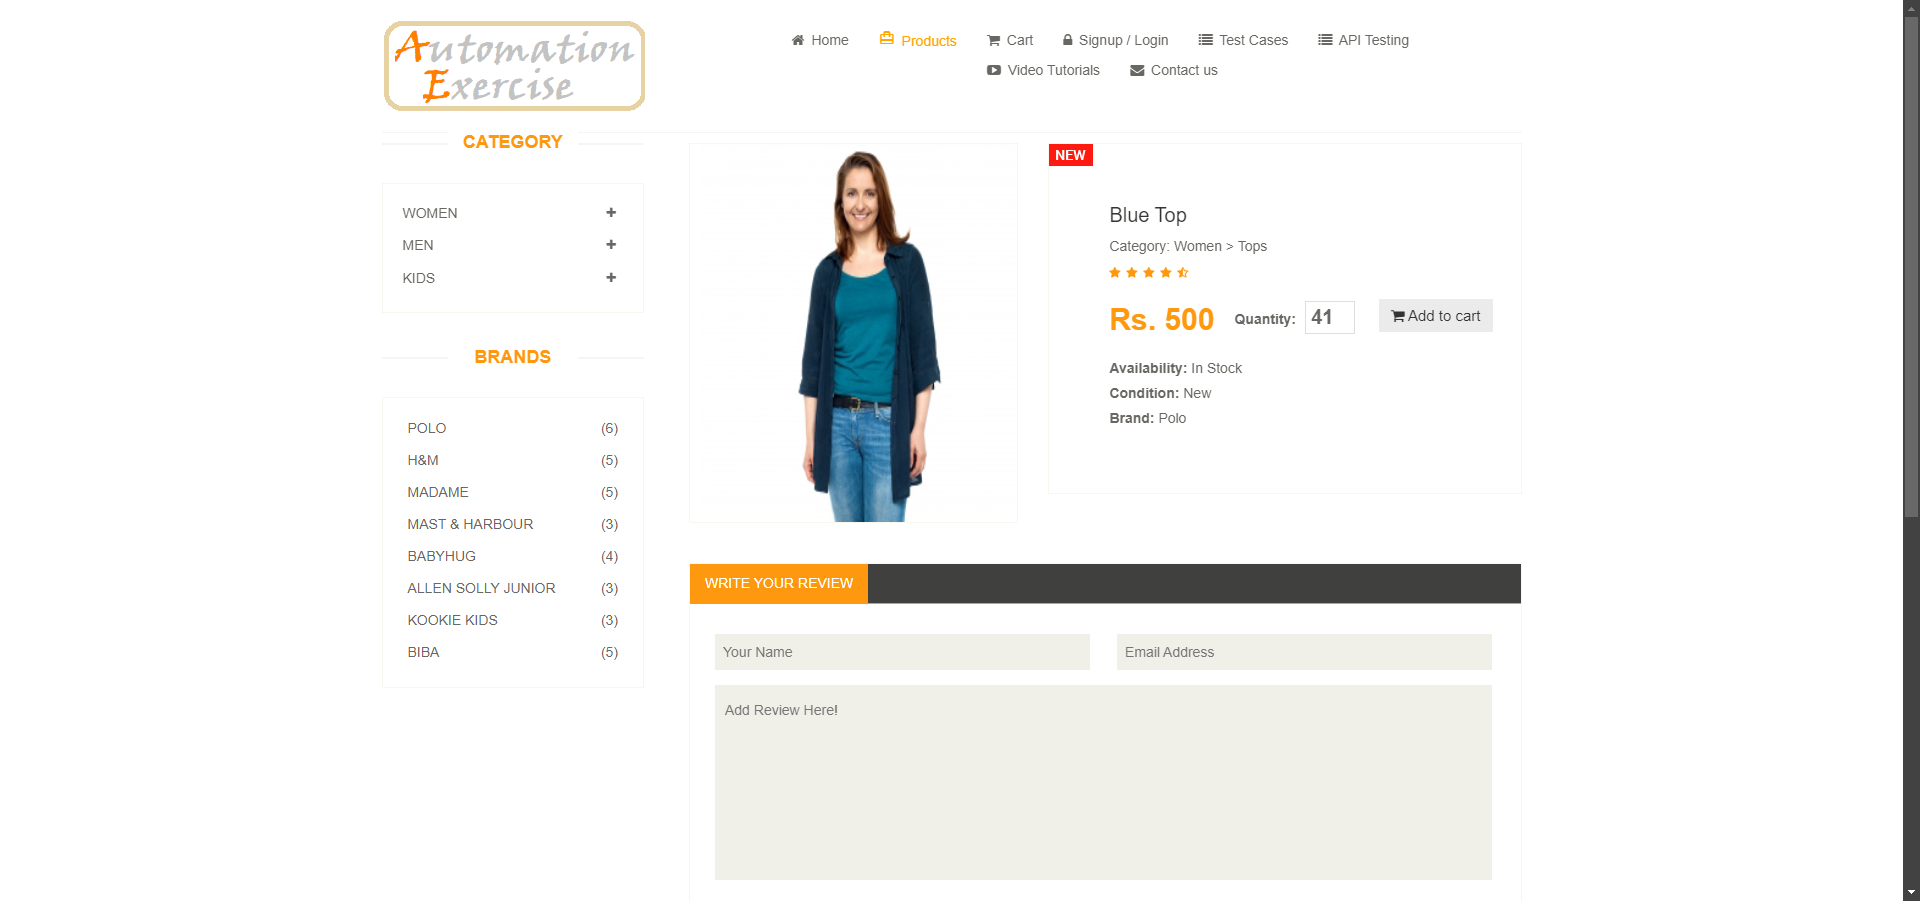 Automation
Exercise
Home
Products
Cart
Signup / Login
Test Cases
API Testing
Video Tutorials
Contact us
CATEGORY
WOMEN
MEN
KIDS
BRANDS
POLO (6)
H&M (5)
MADAME (5)
MAST & HARBOUR (3)
BABYHUG (4)
ALLEN SOLLY JUNIOR (3)
KOOKIE KIDS (3)
BIBA (5)
NEW
Blue Top
Category: Women > Tops
Rs. 500 Quantity: 41 Add to cart
Availability: In Stock
Condition: New
Brand: Polo
WRITE YOUR REVIEW
Your Name
Email Address
Add Review Here!